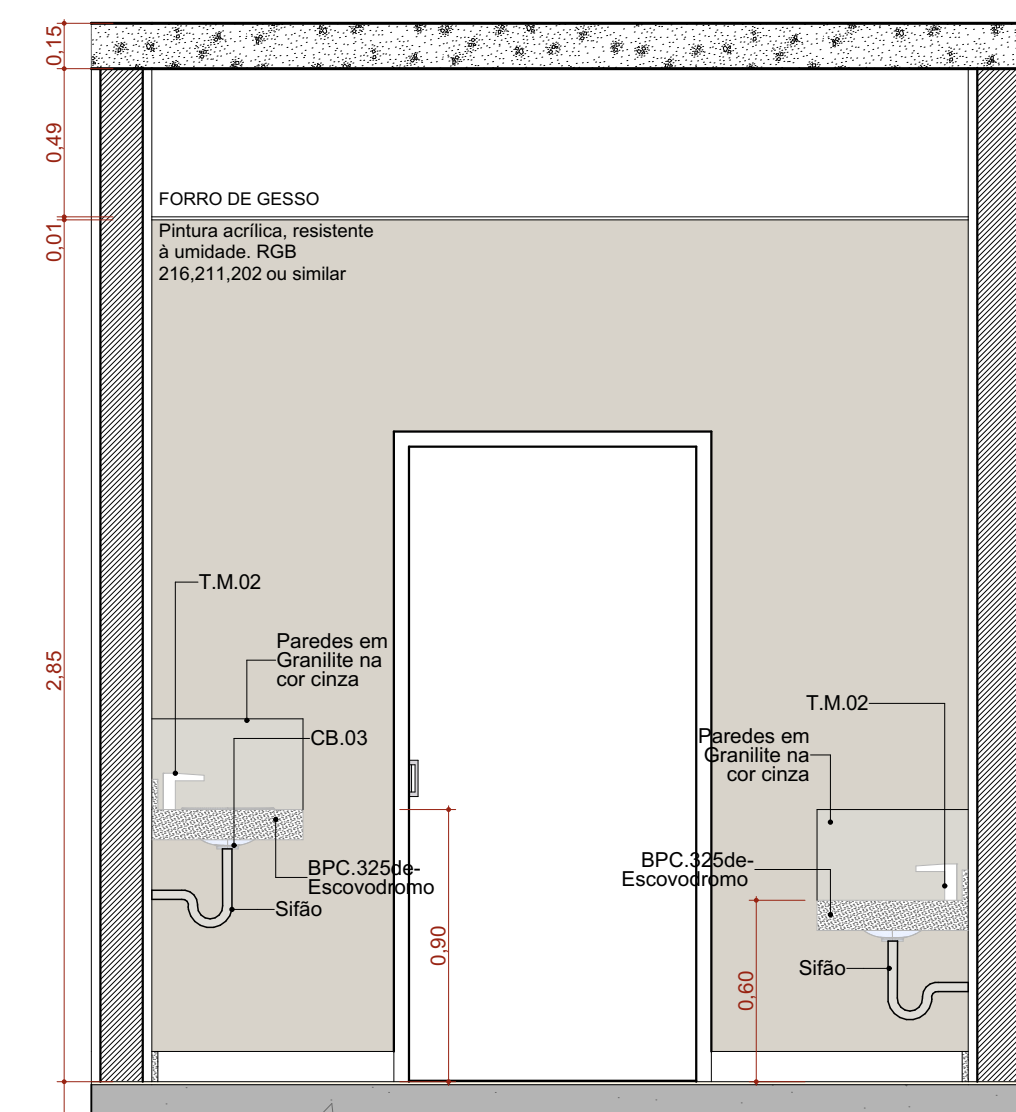 0,15
0,49
FORRO DE GESSO
0,01
Pintura acrílica, resistente
à umidade. RGB
216,211,202 ou similar
T.M.02
Paredes em
Granilite na
cor cinza
2,85
T.M.02
CB.03
Paredes em
Granilite na
cor cinza
BPC.325de-
Escovodromo
BPC.325de-
Escovodromo
Sifão
0,90
Sifão
0,60